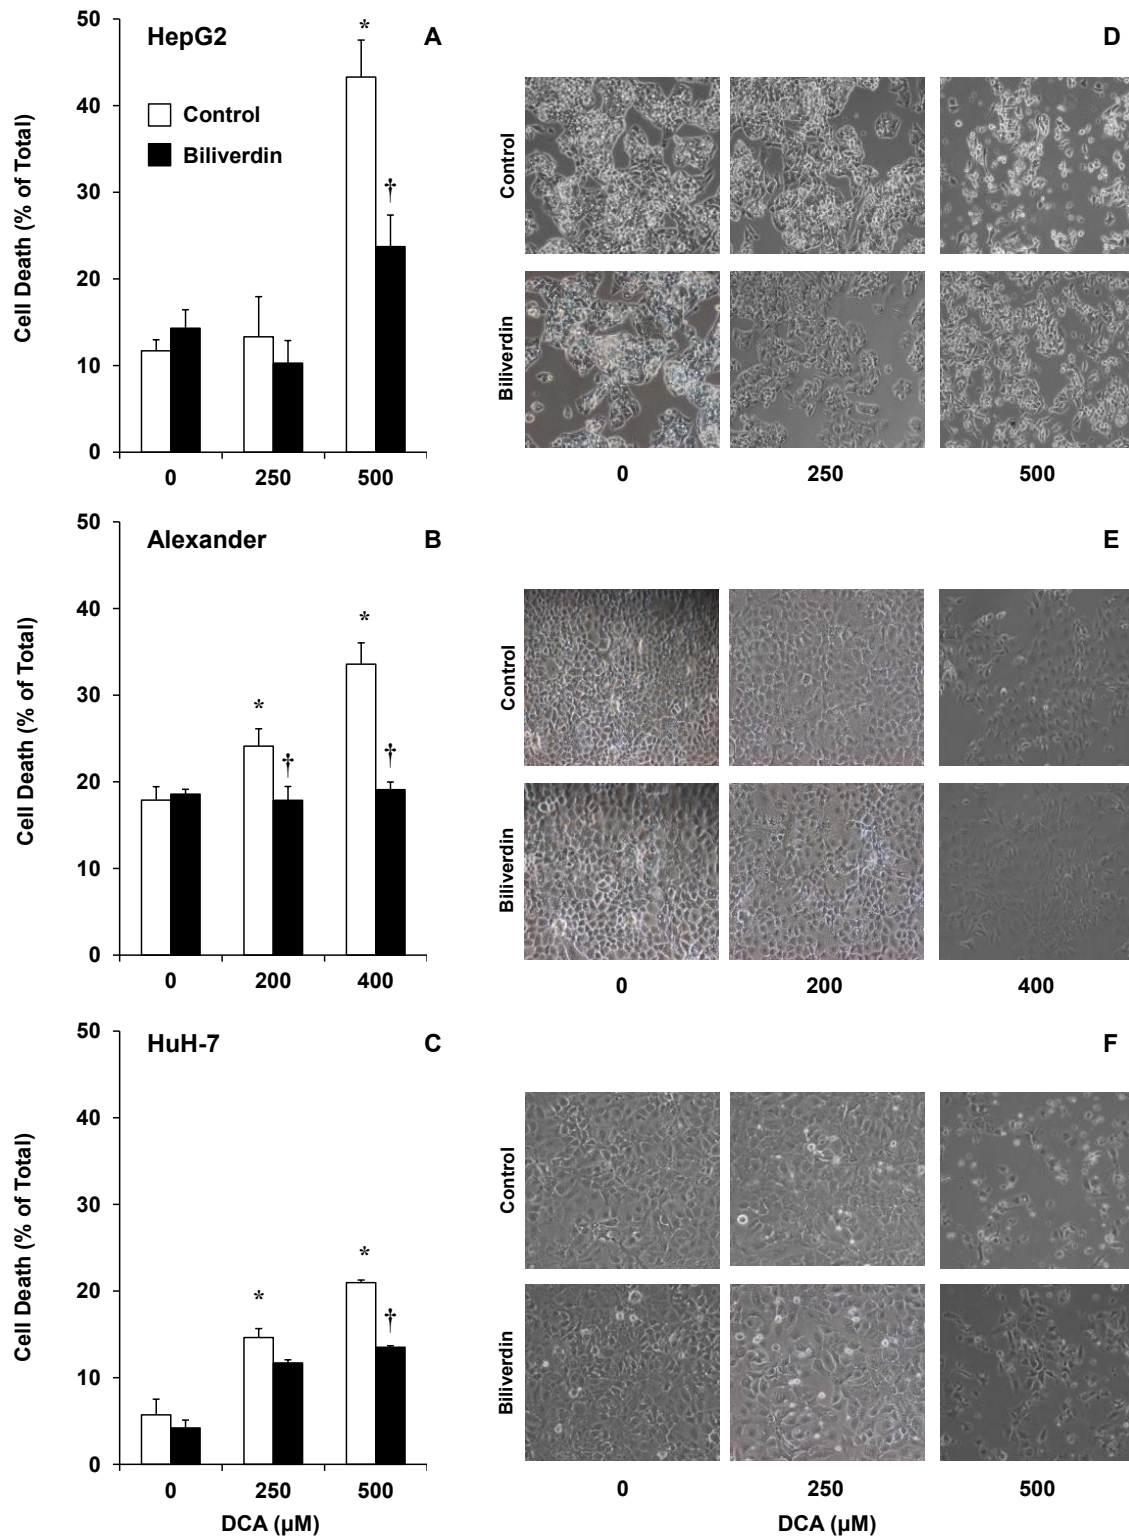 50
HepG2
A
*
Control
Biliverdin
†
40
30
20
10
0
Cell Death (% of Total)
0 250 500
D
Control
Biliverdin
0 250 500
50
Alexander
B
*
*
†
†
40
30
20
10
0
Cell Death (% of Total)
0 200 400
E
Control
Biliverdin
0 200 400
50
HuH-7
C
*
*
†
40
30
20
10
0
Cell Death (% of Total)
0 250 500
DCA (µM)
F
Control
Biliverdin
0 250 500
DCA (µM)